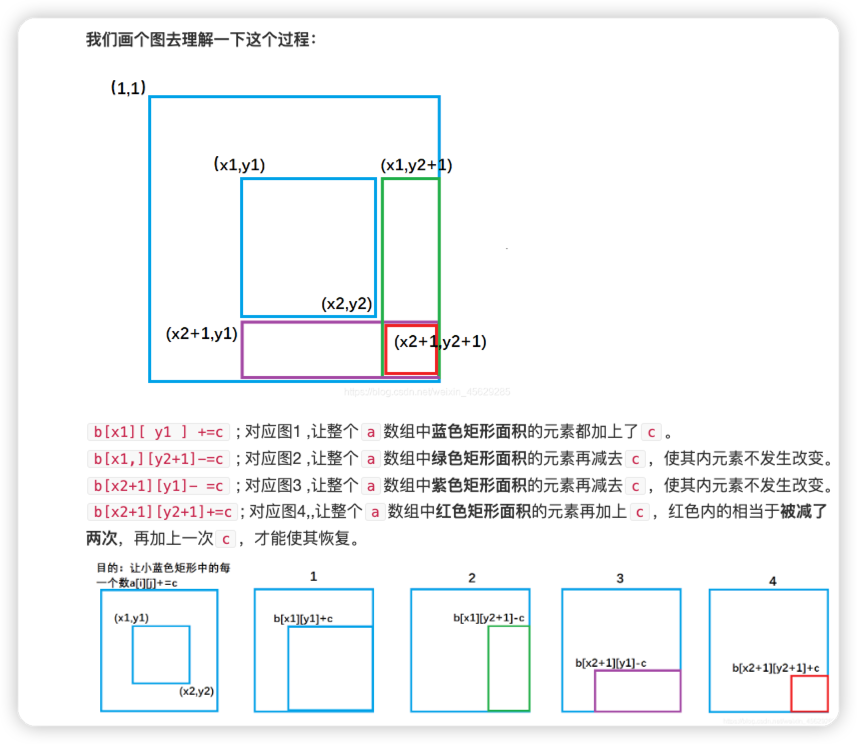 我们画个图去理解一下这个过程：
(1,1)
(x1,y1)
(x1,y2+1)
(x2,y2)
(x2+1,y1)
(x2+1,y2+1)
https://blog.csdn.net/weixin_45629285
b[x1][ y1 ] +=c ; 对应图1 ,让整个 a 数组中蓝色矩形面积的元素都加上了 c 。
b[x1,][y2+1]-=c ; 对应图2 ,让整个 a 数组中绿色矩形面积的元素再减去 c ，使其内元素不发生改变。
b[x2+1][y1]- =c ; 对应图3 ,让整个 a 数组中紫色矩形面积的元素再减去 c ，使其内元素不发生改变。
b[x2+1][y2+1]+=c ; 对应图4,,让整个 a 数组中红色矩形面积的元素再加上 c ，红色内的相当于被减了
两次，再加上一次 c ，才能使其恢复。
目的：让小蓝色矩形中的每
一个数a[i][j]+=c
(x1,y1)
(x2,y2)
1
b[x1][y1]+c
2
b[x1][y2+1]-c
3
b[x2+1][y1]-c
4
b[x2+1][y2+1]+c